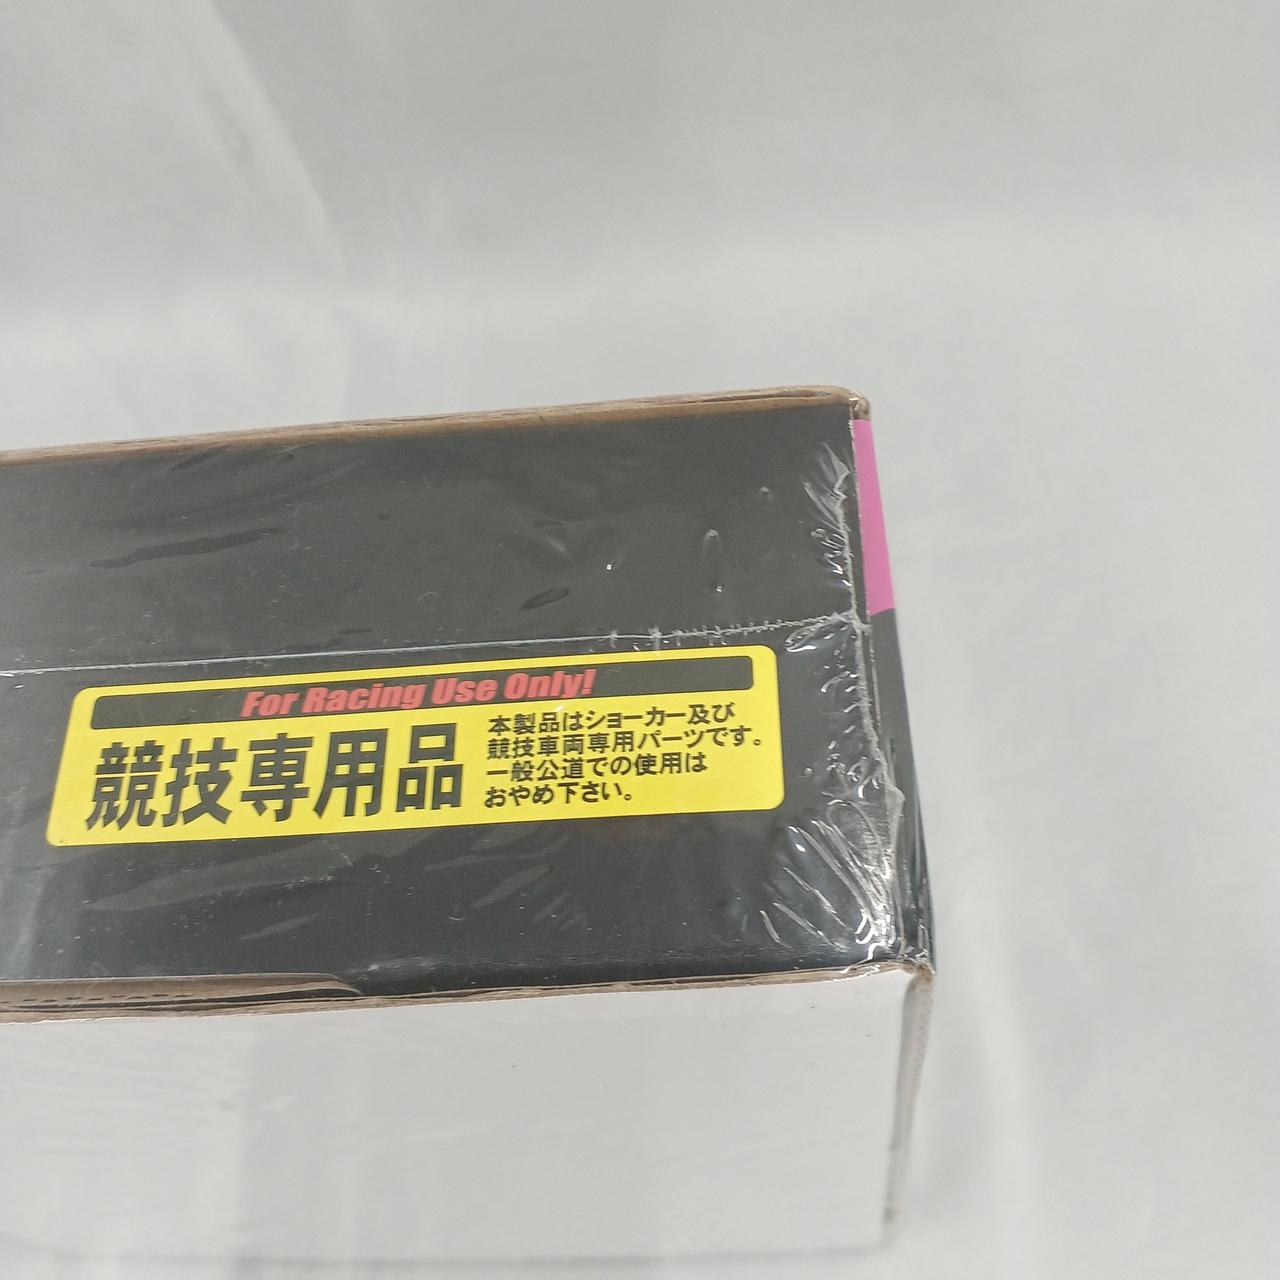 For Racing Use Only!
競技専用品
本製品はショーカー及び
競技車両専用パーツです。
一般公道での使用は
おやめ下さい。